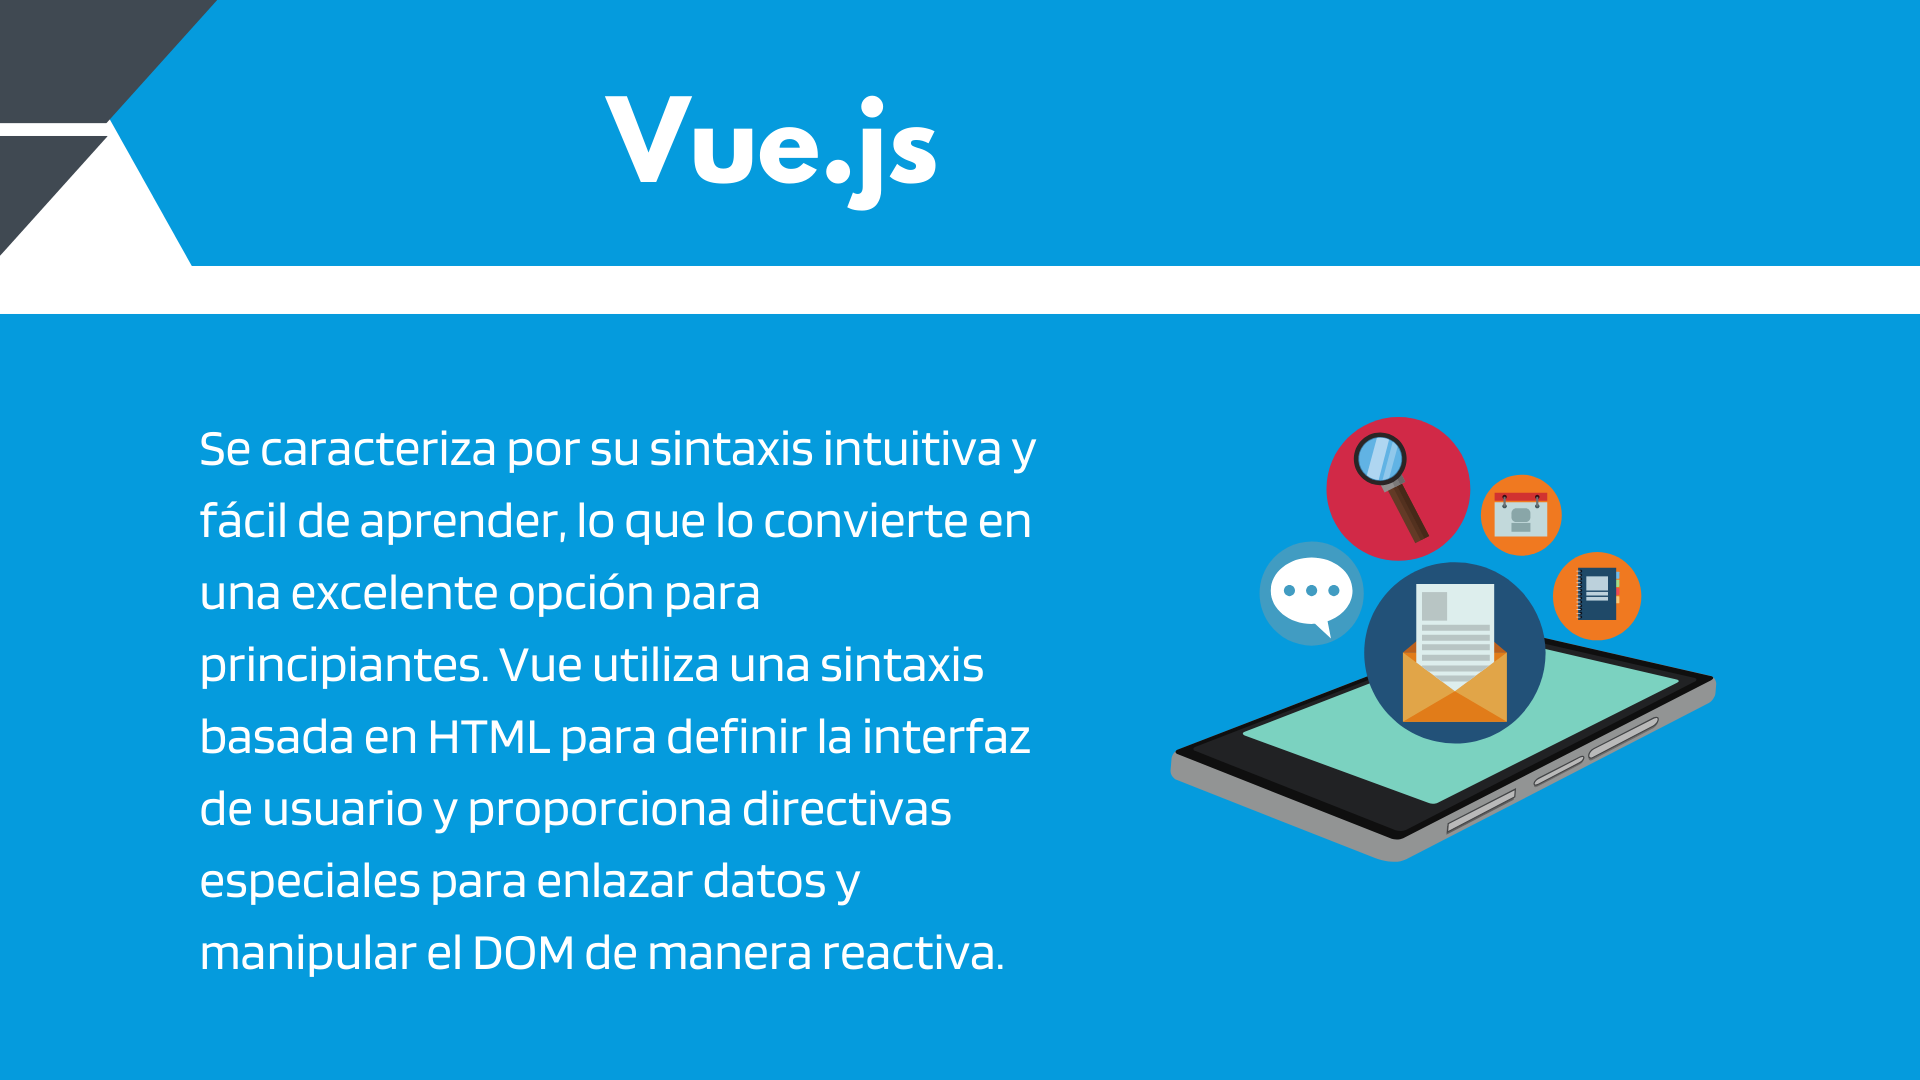 Vue.js
Se caracteriza por su sintaxis intuitiva y
fácil de aprender, lo que lo convierte en
una excelente opción para
principiantes. Vue utiliza una sintaxis
basada en HTML para definir la interfaz
de usuario y proporciona directivas
especiales para enlazar datos y
manipular el DOM de manera reactiva.